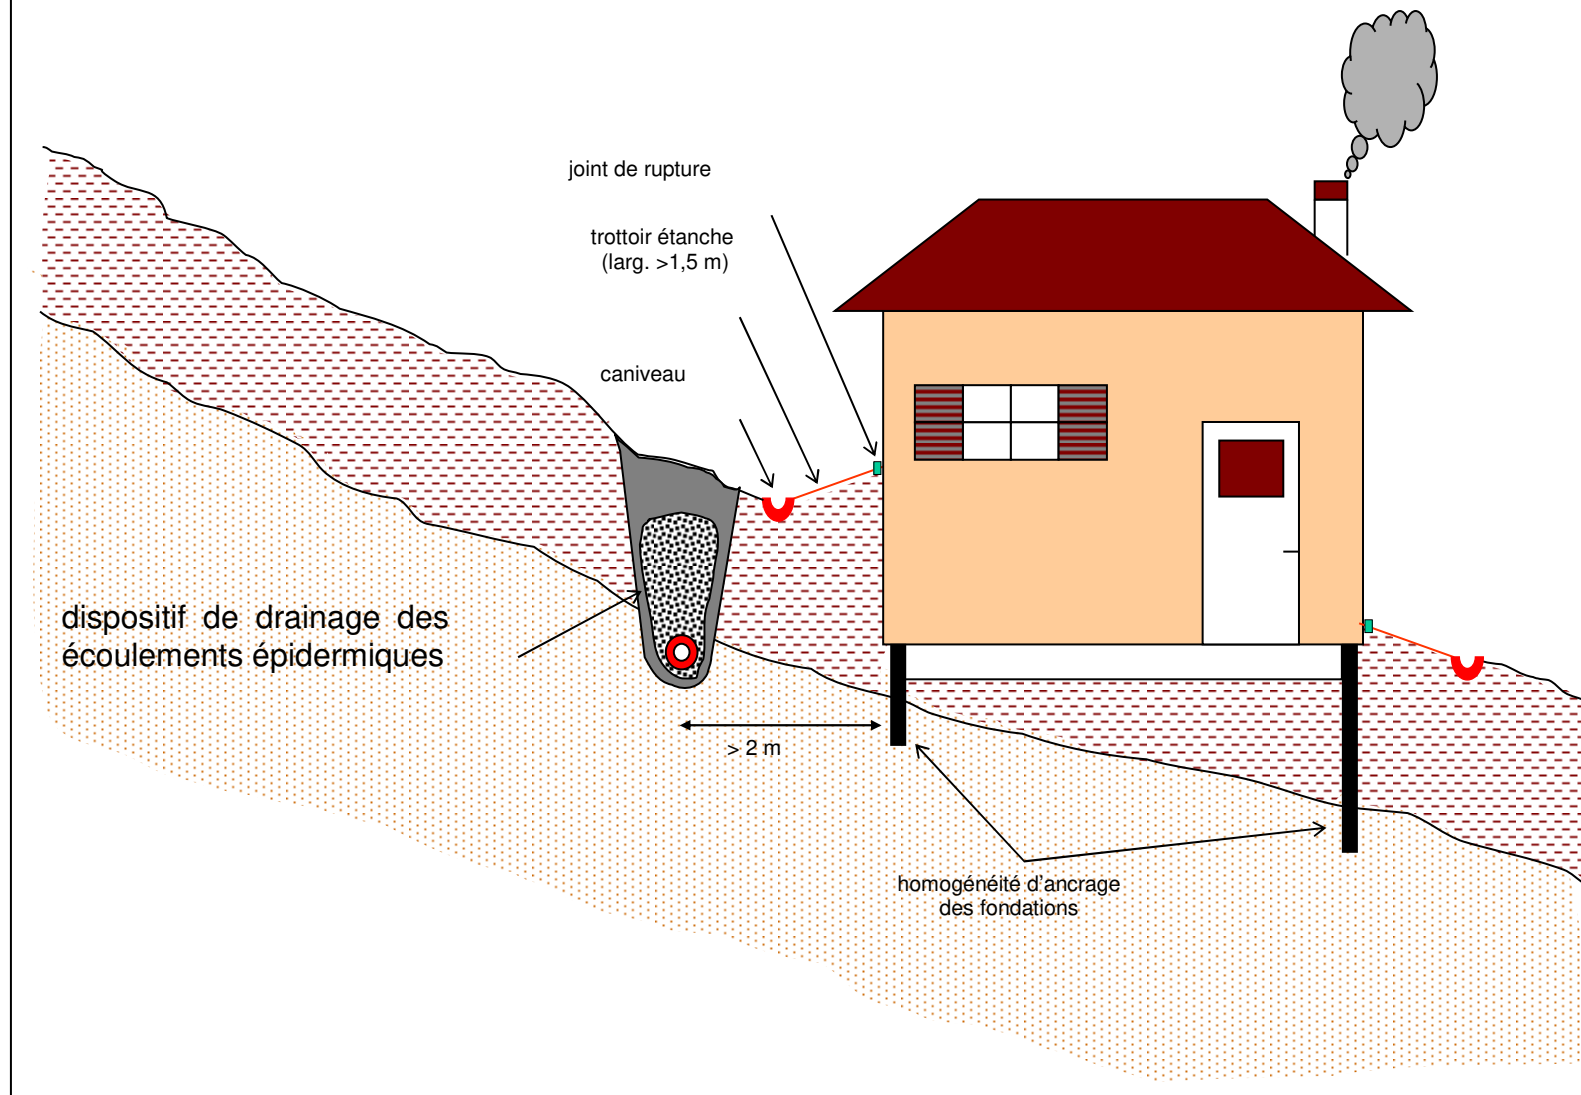 joint de rupture
trottoir étanche
(larg. >1,5 m)
caniveau
dispositif de drainage des
écoulements épidermiques
> 2 m
homogénéité d'ancrage
des fondations